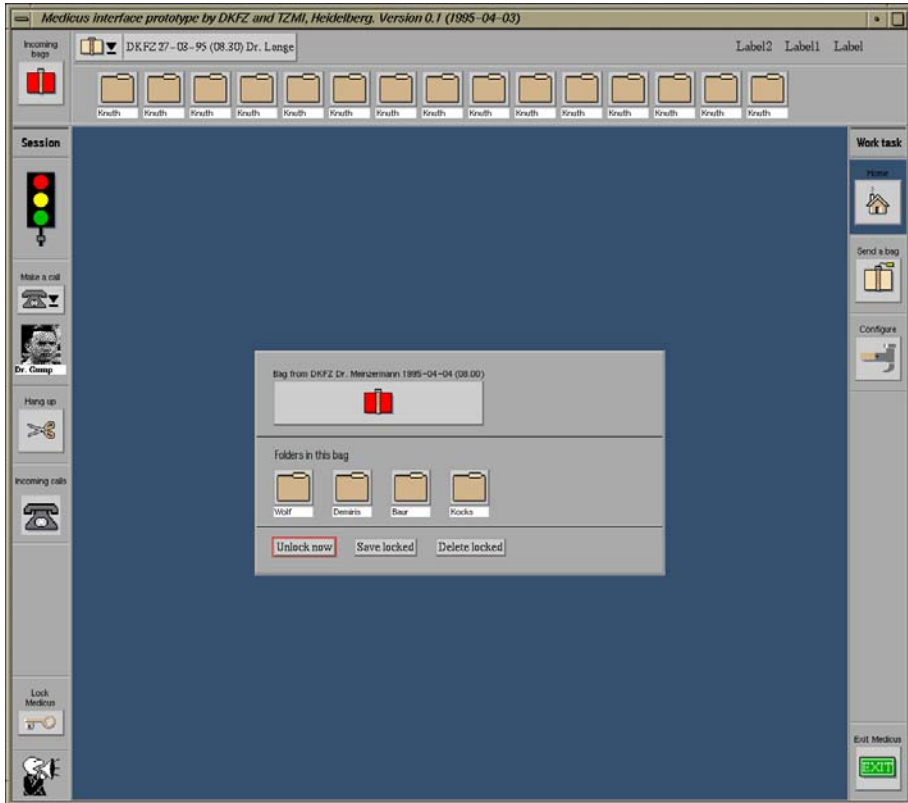 Medicus interface prototype by DKFZ and TZMI, Heidelberg. Version 0.1 (1995-04-03)
Incoming
bags
DKFZ 27-03-95 (08.30) Dr. Lange
Label2 Label1 Label
Knuth Knuth Knuth Knuth Knuth Knuth Knuth Knuth Knuth Knuth Knuth Knuth Knuth Knuth Knuth
Session
Work task
Home
Send a bag
Make a call
Configure
Dr. Gamp
Bag from DKFZ Dr. Meinzermann 1995-04-04 (08.00)
Hang up
Folders in this bag
Incoming calls
Wolf Demiris Baur Kocks
Unlock now Save locked Delete locked
Lock
Medicus
Exit Medicus
EXIT